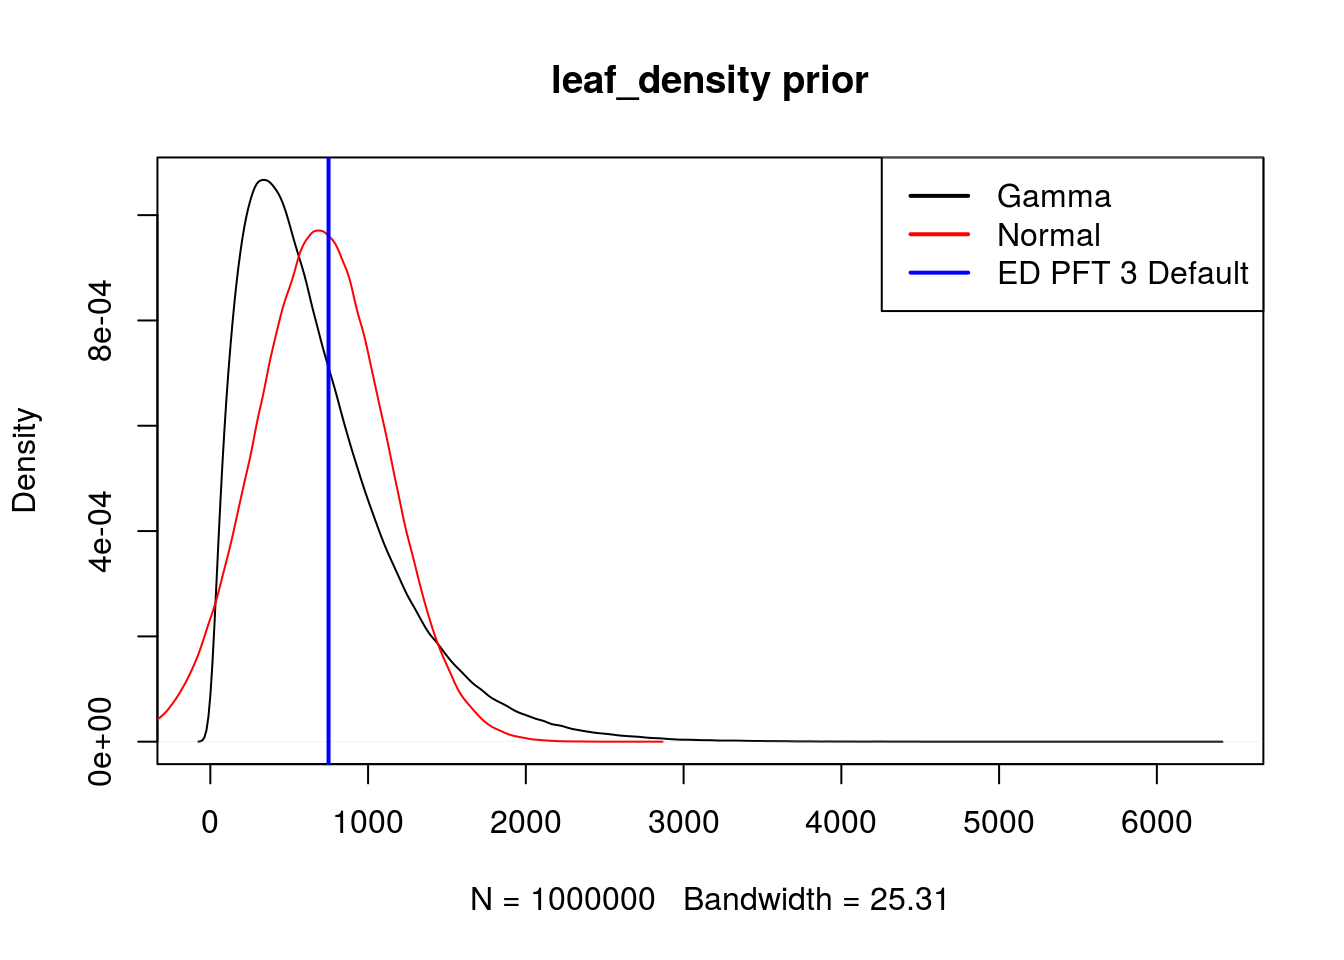 leaf_density prior
Gamma
Normal
ED PFT 3 Default
Density
8e-04
4e-04
0e+00
0 1000 2000 3000 4000 5000 6000
N = 1000000 Bandwidth = 25.31